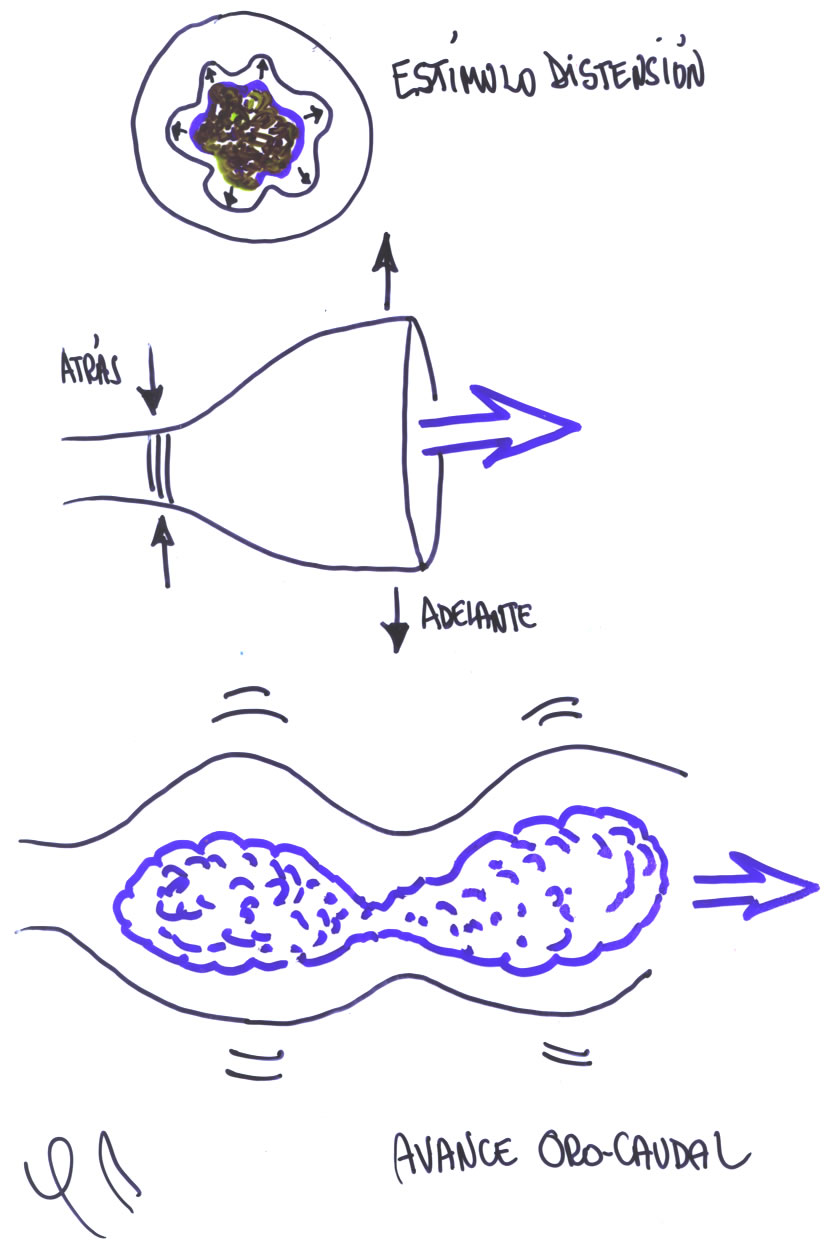 ESTÍMULO DISTENSIÓN
ATRÁS
ADELANTE
AVANCE ORO-CAUDAL